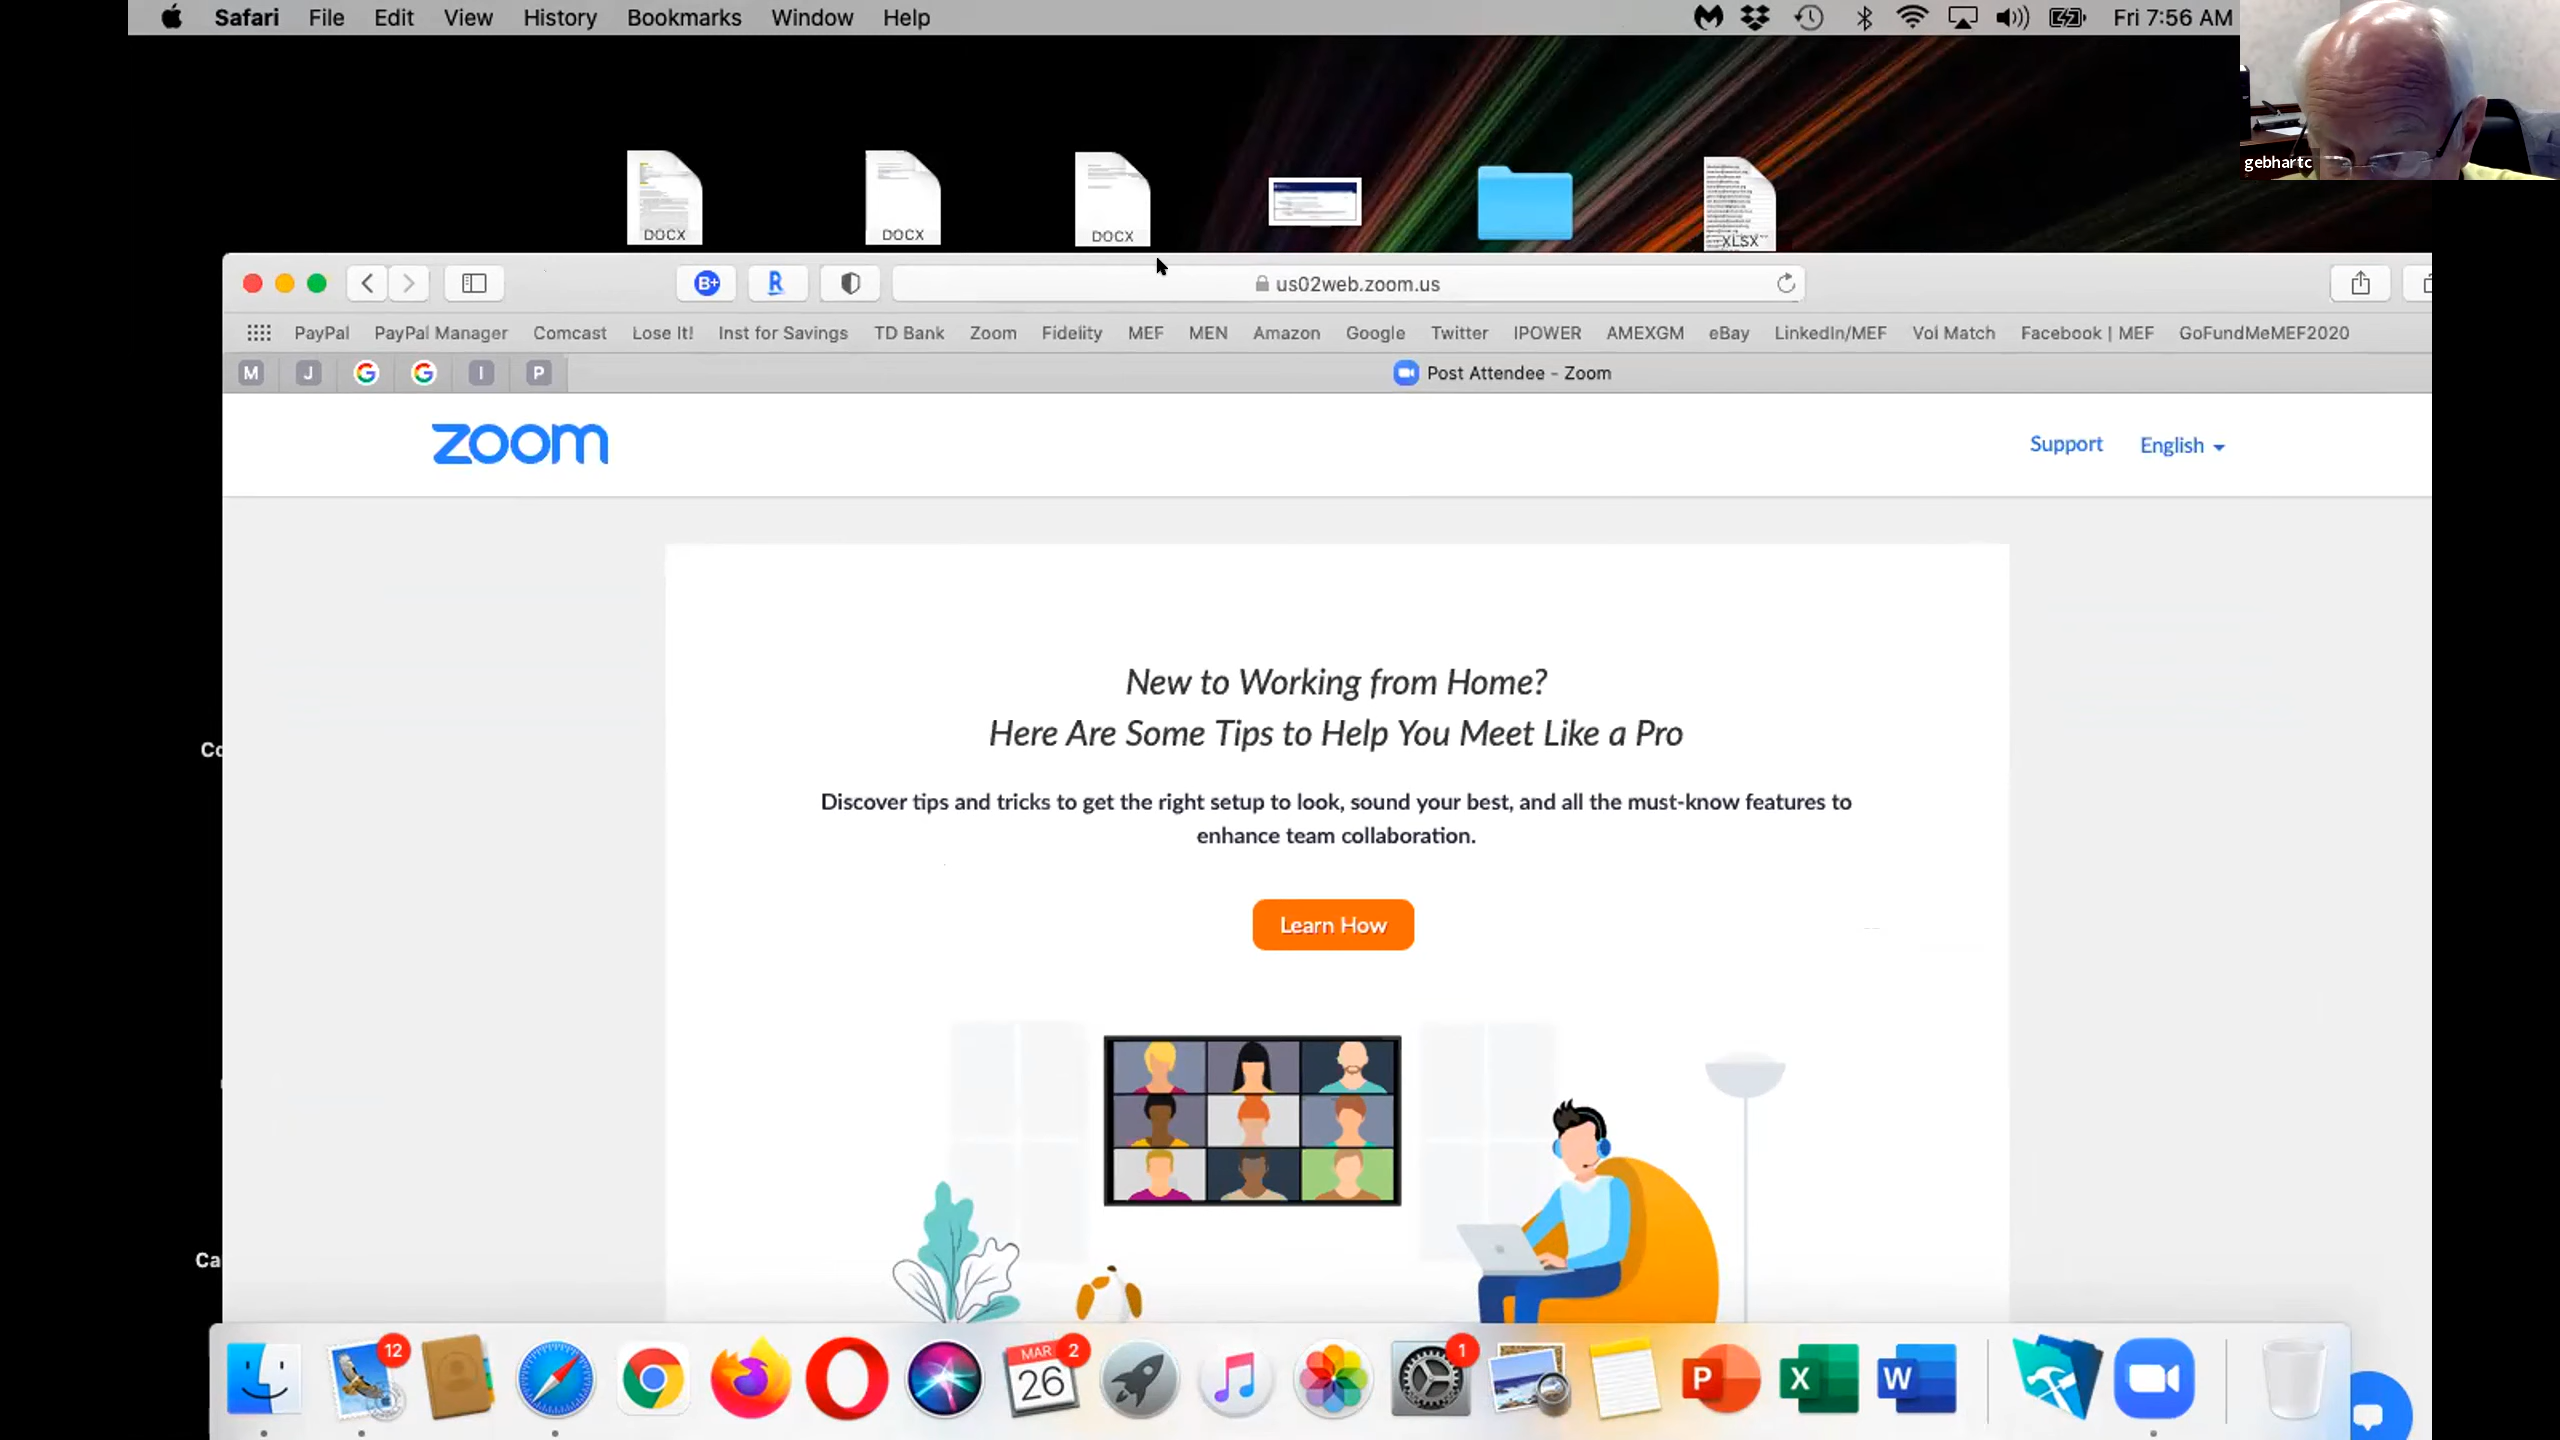 Safari File Edit View History Bookmarks Window Help Fri 7:56 AM
gebhartc
DOCX DOCX DOCX XLSX
B+ R us02web.zoom.us
PayPal PayPal Manager Comcast Lose It! Inst for Savings TD Bank Zoom Fidelity MEF MEN Amazon Google Twitter IPOWER AMEXGM eBay LinkedIn/MEF Vol Match Facebook | MEF GoFundMeMEF2020
M J G G I P Post Attendee - Zoom
zoom Support English
New to Working from Home?
Here Are Some Tips to Help You Meet Like a Pro
Discover tips and tricks to get the right setup to look, sound your best, and all the must-know features to
enhance team collaboration.
Learn How
Co
Ca
12 MAR 2 1
26 P X W